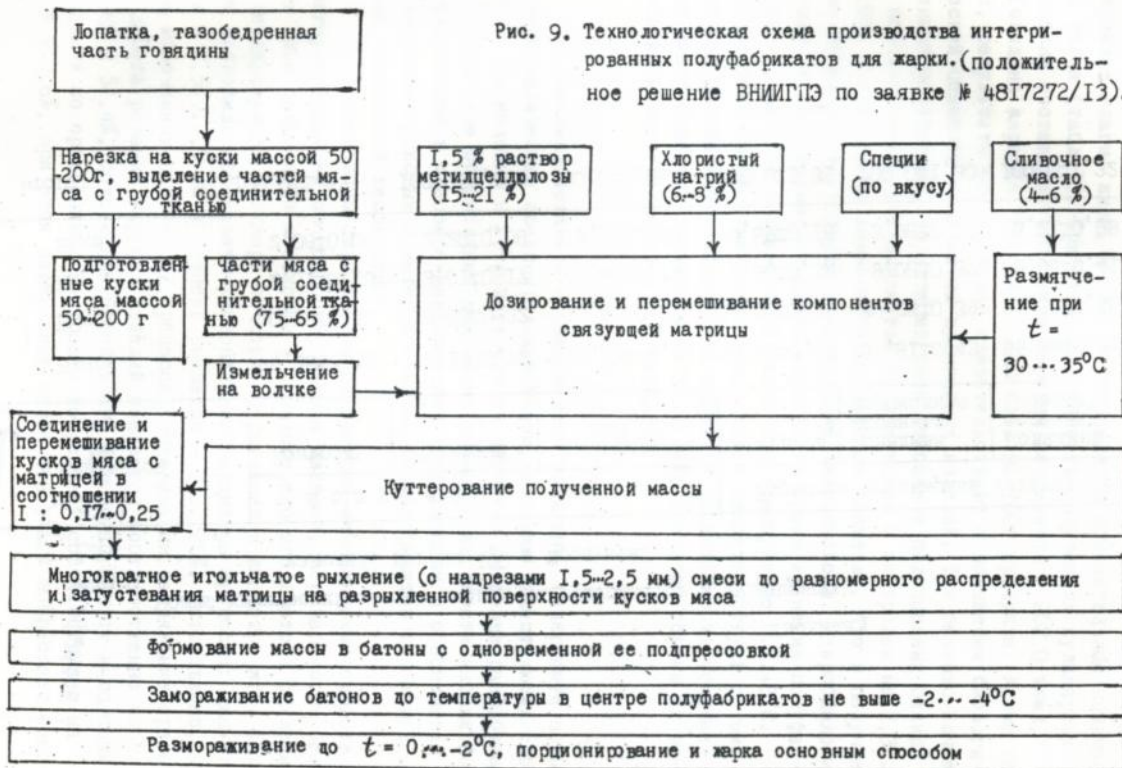 Лопатка, тазобедренная
часть говядины
Рис. 9. Технологическая схема производства интегри-
рованных полуфабрикатов для жарки.(положитель-
ное решение ВНИИГПЭ по заявке № 4817272/13).
Нарезка на куски массой 50
-200г, выделение частей мя-
са с грубой соединительной
тканью
1,5 % раствор
метилцеллюлозы
(15...21 %)
Хлористый
натрий
(6...8 %)
Специи
(по вкусу)
Сливочное
масло
(4...6 %)
Подготовлен-
ные куски
мяса массой
50...200 г
Части мяса с
грубой соеди-
нительной тка-
нью (75...65 %)
Дозирование и перемешивание компонентов
связующей матрицы
Размягче-
ние при
t =
30...35°C
Измельчение
на волчке
Соединение и
перемешивание
кусков мяса с
матрицей в
соотношении
1 : 0,17...0,25
Куттерование полученной массы
Многократное игольчатое рыхление (с надрезами 1,5...2,5 мм) смеси до равномерного распределения
и загустевания матрицы на разрыхленной поверхности кусков мяса
Формование массы в батоны с одновременной ее подпрессовкой
Замораживание батонов до температуры в центре полуфабрикатов не выше -2... -4°C
Размораживание до t = 0...-2°C, порционирование и жарка основным способом